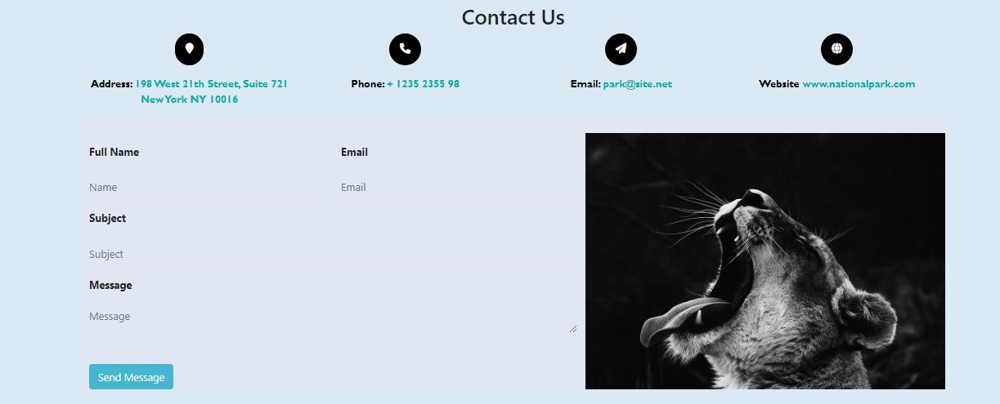 Contact Us
Address: 198 West 21th Street, Suite 721
New York NY 10016
Phone: + 1235 2355 98
Email: park@site.net
Website www.nationalpark.com
Full Name
Email
Name
Email
Subject
Subject
Message
Message
Send Message